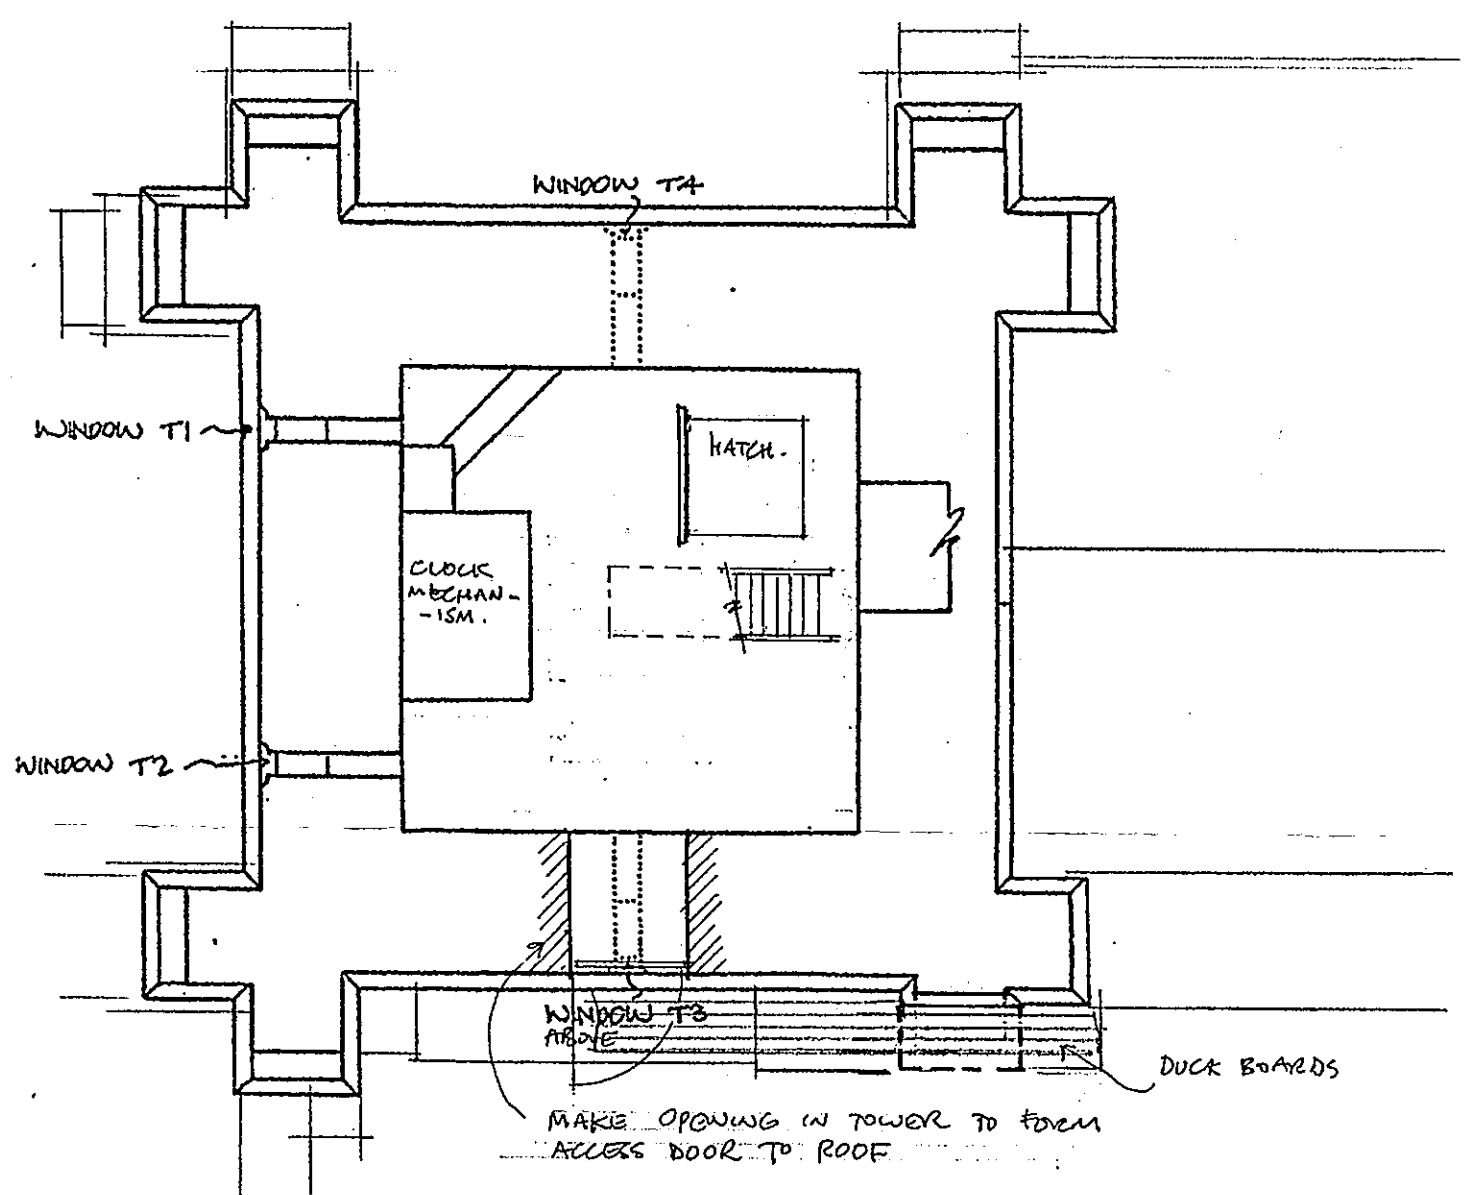 WINDOW T4
WINDOW T1
HATCH.
CLOCK
MECHAN-
-ISM.
WINDOW T2
WINDOW T3
ABOVE
DUCK BOARDS
MAKE OPENING IN TOWER TO FORM
ACCESS DOOR TO ROOF